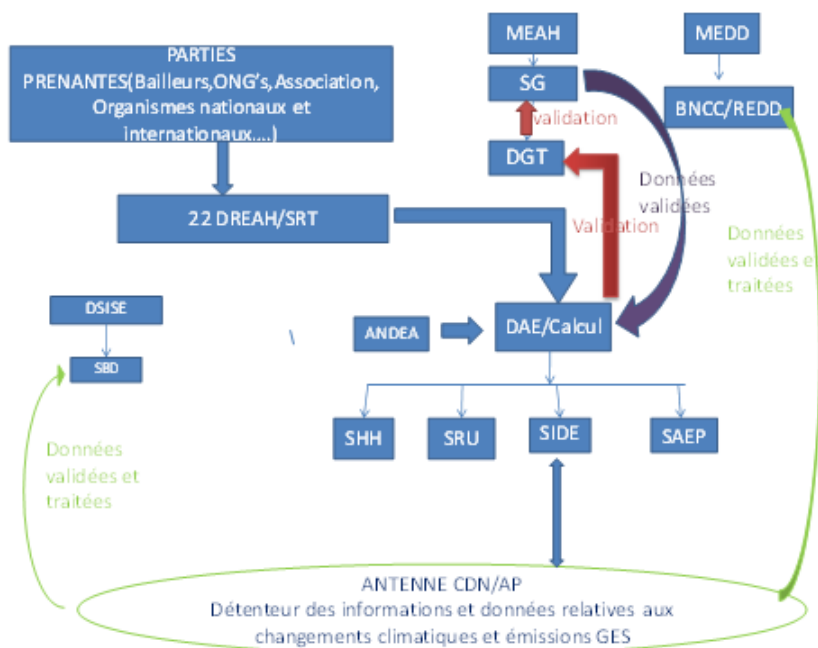 PARTIES
PRENANTES(Bailleurs,ONG's,Association,
Organismes nationaux et
internationaux....)
MEAH
MEDD
SG
BNCC/REDD
validation
DGT
Données
validées
22 DREAH/SRT
Validation
Données
validées et
traitées
DSISE
ANDEA
DAE/Calcul
SBD
\
SHH
SRU
SIDE
SAEP
Données
validées et
traitées
ANTENNE CDN/AP
Détenteur des informations et données relatives aux
changements climatiques et émissions GES